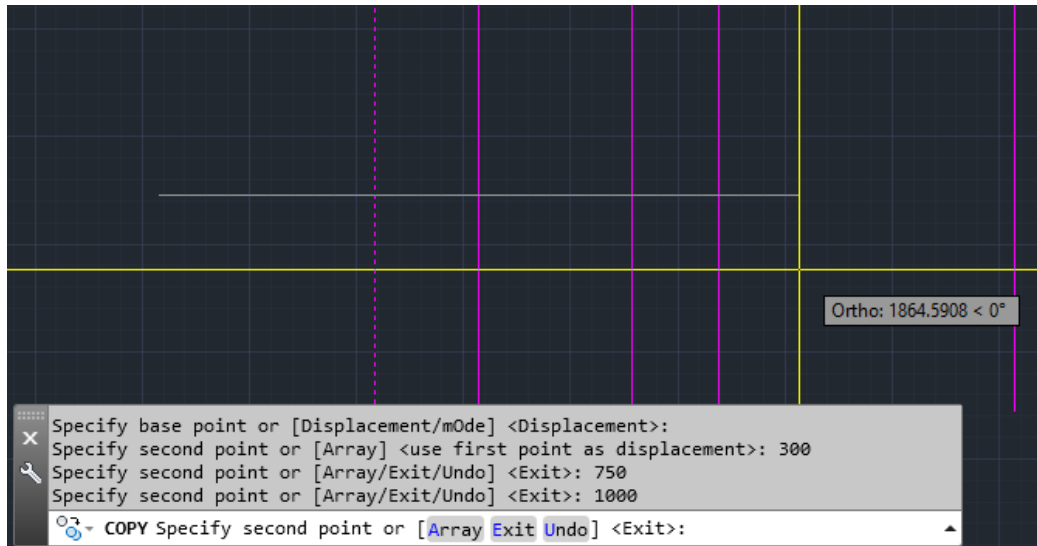 Ortho: 1864.5908 < 0°
Specify base point or [Displacement/mOde] <Displacement>:
Specify second point or [Array] <use first point as displacement>: 300
Specify second point or [Array/Exit/Undo] <Exit>: 750
Specify second point or [Array/Exit/Undo] <Exit>: 1000
COPY Specify second point or [Array Exit Undo] <Exit>: